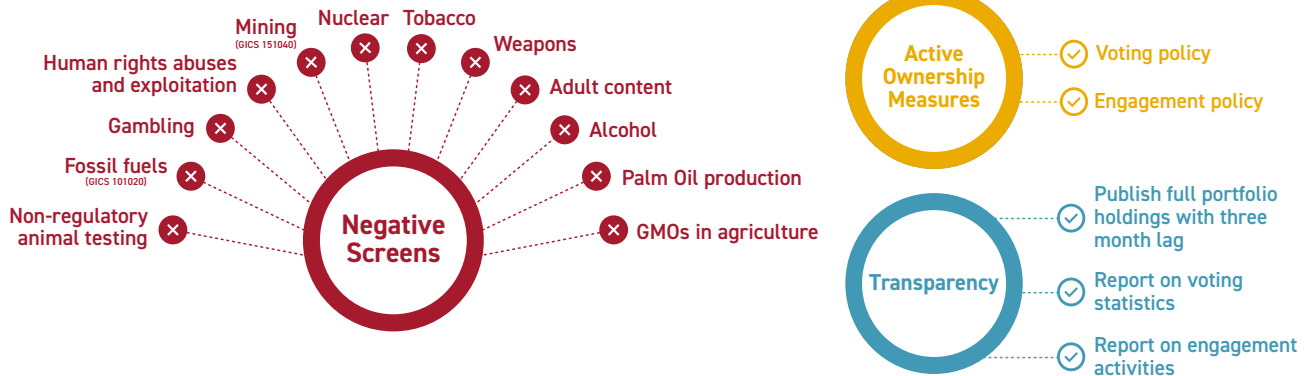 Nuclear
Tobacco
Mining
(GICS 151040)
Weapons
Human rights abuses
and exploitation
Adult content
Gambling
Alcohol
Fossil fuels
(GICS 101020)
Palm Oil production
Non-regulatory
animal testing
GMOs in agriculture
Negative
Screens
Active
Ownership
Measures
Voting policy
Engagement policy
Transparency
Publish full portfolio
holdings with three
month lag
Report on voting
statistics
Report on engagement
activities